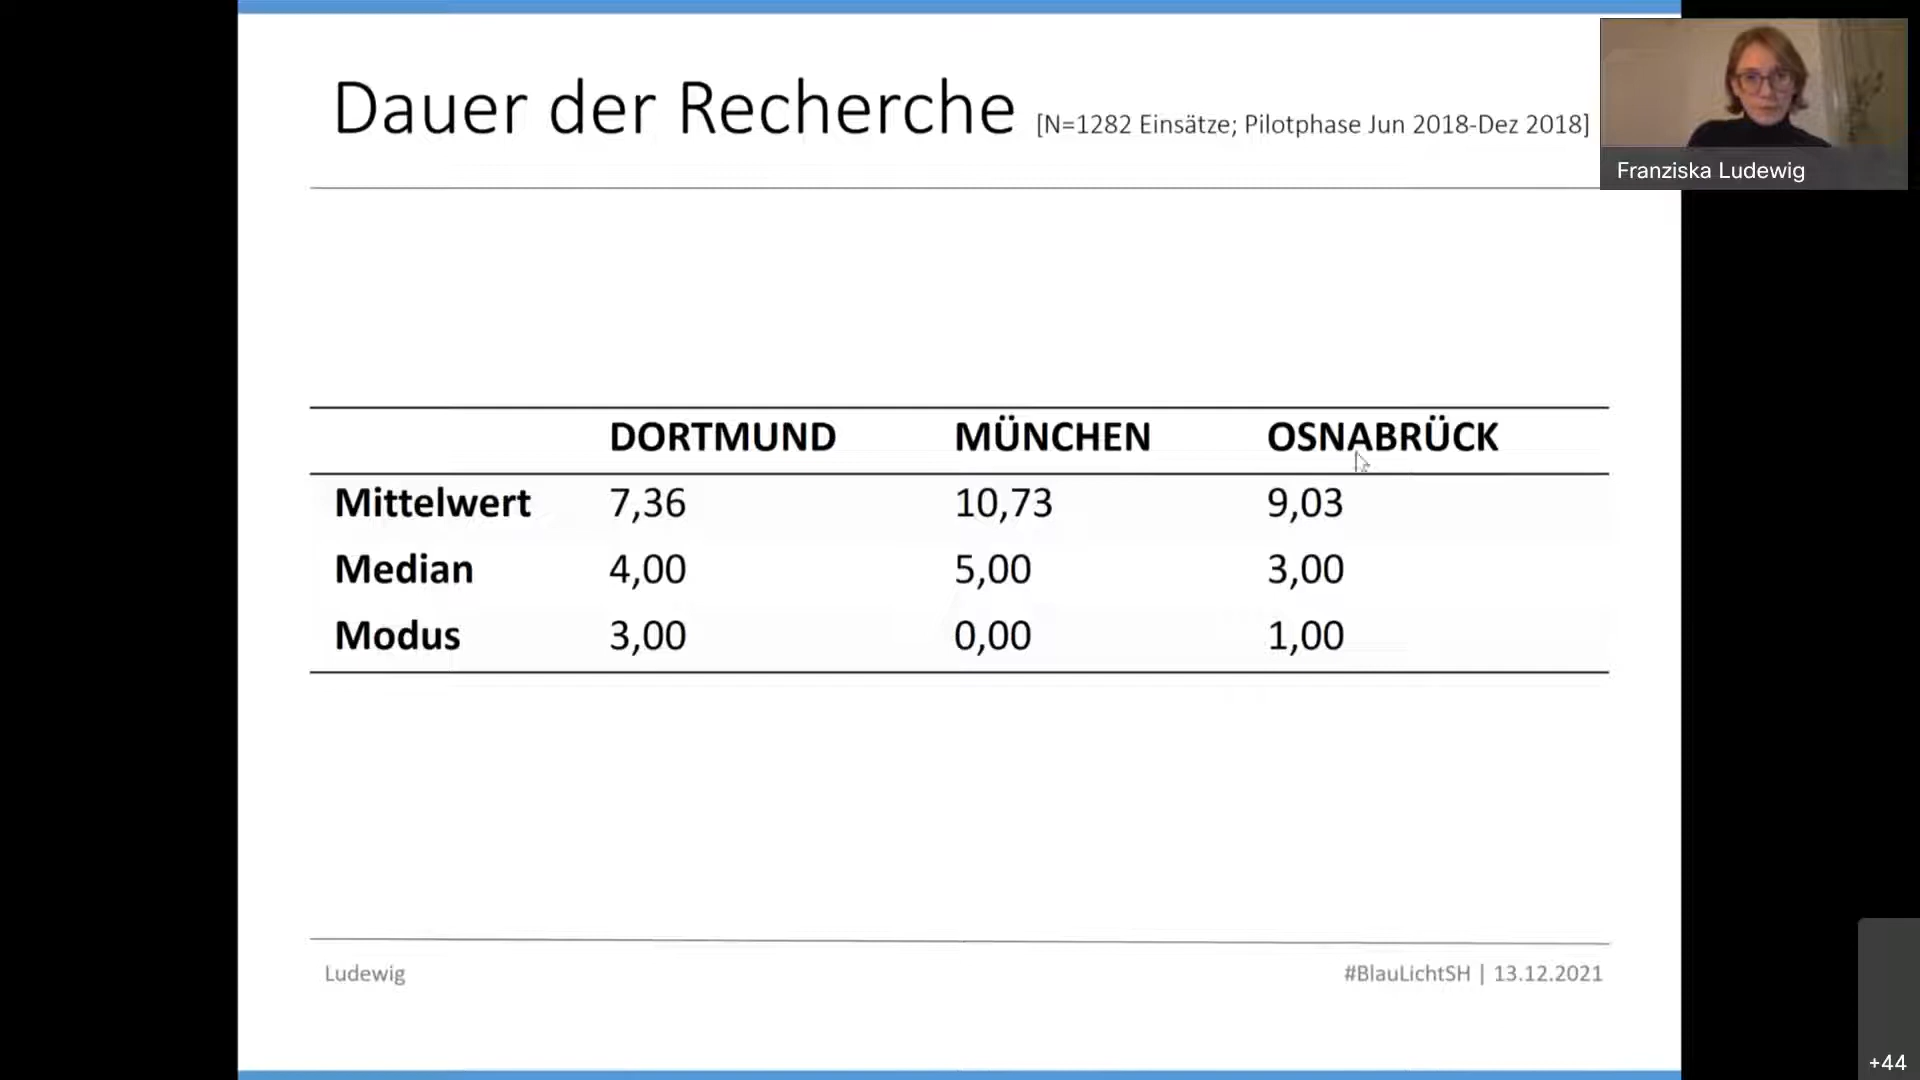 Dauer der Recherche [N=1282 Einsätze; Pilotphase Jun 2018-Dez 2018]
Franziska Ludewig
DORTMUND MÜNCHEN OSNABRÜCK
Mittelwert 7,36 10,73 9,03
Median 4,00 5,00 3,00
Modus 3,00 0,00 1,00
Ludewig #BlauLichtSH | 13.12.2021
+44